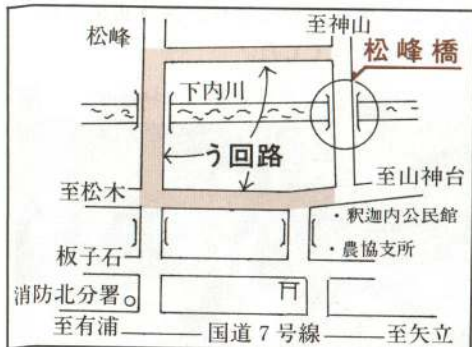 松峰
至神山
松峰橋
下内川
う回路
至松木
至山神台
・釈迦内公民館
・農協支所
板子石
消防北分署
至有浦
国道7号線
至矢立